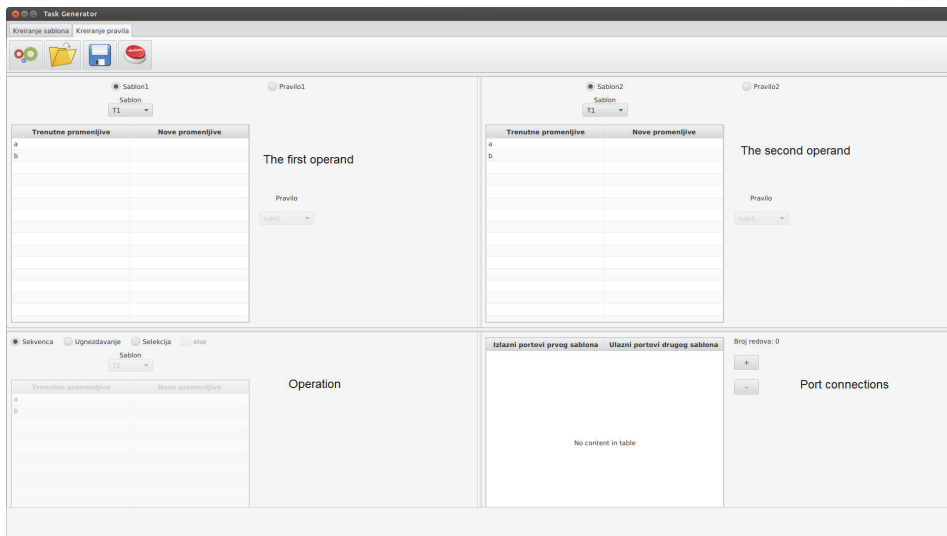 Task Generator
Kreiranje sablona Kreiranje pravila
Sablon1 Pravilo1
Sablon
T1
Trenutne promenljive Nove promenljive
a
b
The first operand
Pravilo
rule1
Sablon2 Pravilo2
Sablon
T1
Trenutne promenljive Nove promenljive
a
b
The second operand
Pravilo
rule1
Sekvenca Ugnezdavanje Selekcija else
Sablon
T1
Trenutne promenljive Nove promenljive
a
b
Operation
Izlazni portovi prvog sablona Ulazni portovi drugog sablona
No content in table
Broj redova: 0
+
-
Port connections